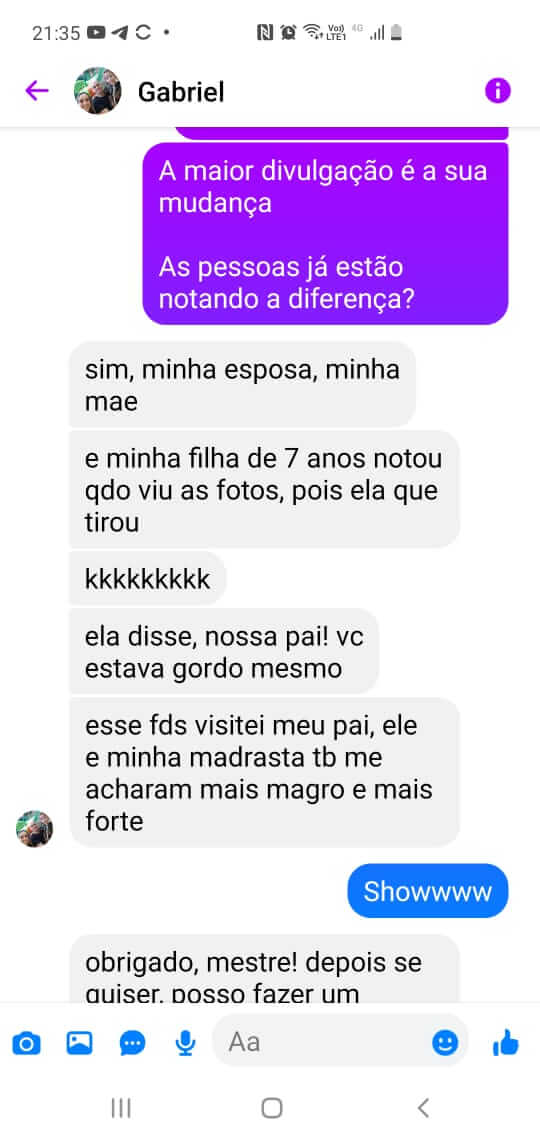 21:35
Vo))
LTE1
4G
Gabriel
A maior divulgação é a sua
mudança
As pessoas já estão
notando a diferença?
sim, minha esposa, minha
mae
e minha filha de 7 anos notou
qdo viu as fotos, pois ela que
tirou
kkkkkkkkk
ela disse, nossa pai! vc
estava gordo mesmo
esse fds visitei meu pai, ele
e minha madrasta tb me
acharam mais magro e mais
forte
Showwww
obrigado, mestre! depois se
quiser, posso fazer um
Aa